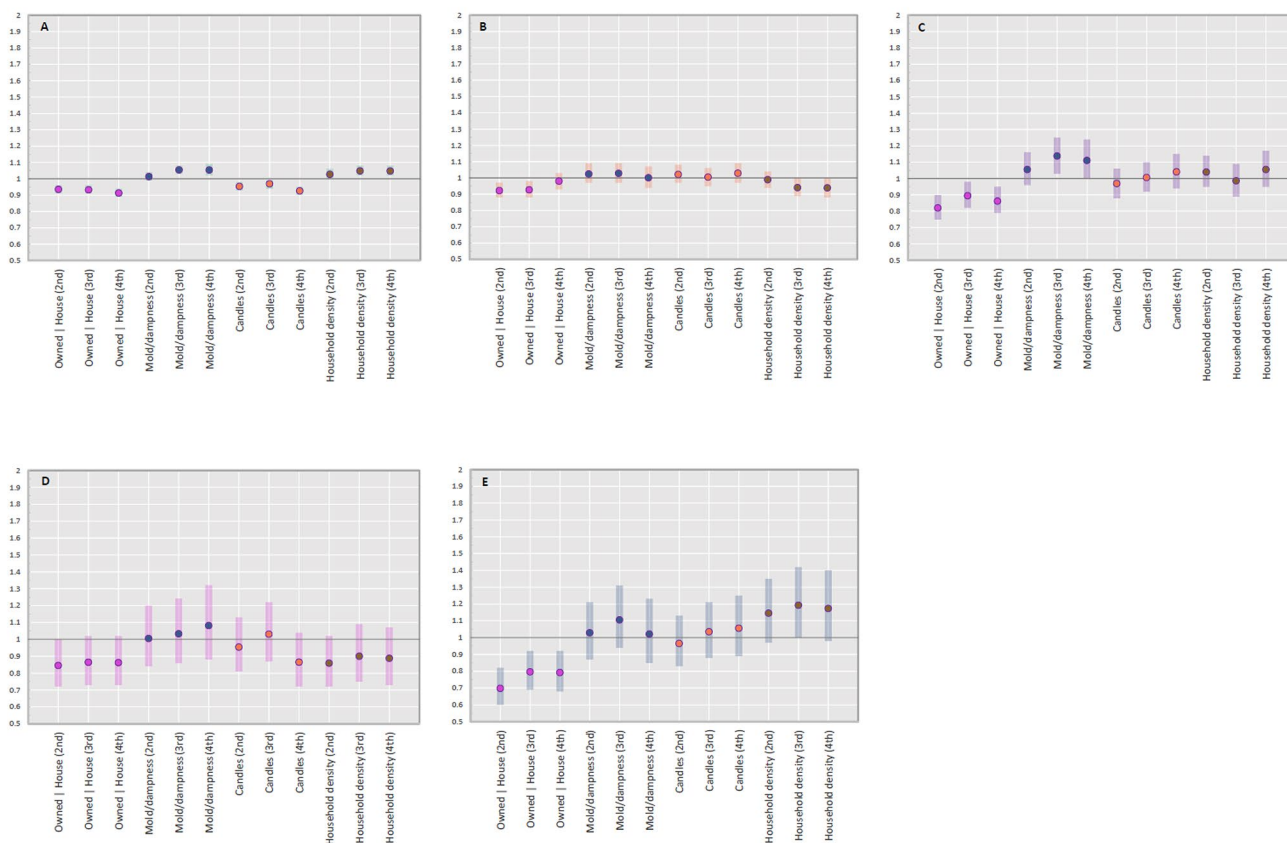 A
2
1.9
1.8
1.7
1.6
1.5
1.4
1.3
1.2
1.1
1
0.9
0.8
0.7
0.6
0.5
Owned | House (2nd)
Owned | House (3rd)
Owned | House (4th)
Mold/dampness (2nd)
Mold/dampness (3rd)
Mold/dampness (4th)
Candles (2nd)
Candles (3rd)
Candles (4th)
Household density (2nd)
Household density (3rd)
Household density (4th)
B
2
1.9
1.8
1.7
1.6
1.5
1.4
1.3
1.2
1.1
1
0.9
0.8
0.7
0.6
0.5
Owned | House (2nd)
Owned | House (3rd)
Owned | House (4th)
Mold/dampness (2nd)
Mold/dampness (3rd)
Mold/dampness (4th)
Candles (2nd)
Candles (3rd)
Candles (4th)
Household density (2nd)
Household density (3rd)
Household density (4th)
C
2
1.9
1.8
1.7
1.6
1.5
1.4
1.3
1.2
1.1
1
0.9
0.8
0.7
0.6
0.5
Owned | House (2nd)
Owned | House (3rd)
Owned | House (4th)
Mold/dampness (2nd)
Mold/dampness (3rd)
Mold/dampness (4th)
Candles (2nd)
Candles (3rd)
Candles (4th)
Household density (2nd)
Household density (3rd)
Household density (4th)
D
2
1.9
1.8
1.7
1.6
1.5
1.4
1.3
1.2
1.1
1
0.9
0.8
0.7
0.6
0.5
Owned | House (2nd)
Owned | House (3rd)
Owned | House (4th)
Mold/dampness (2nd)
Mold/dampness (3rd)
Mold/dampness (4th)
Candles (2nd)
Candles (3rd)
Candles (4th)
Household density (2nd)
Household density (3rd)
Household density (4th)
E
2
1.9
1.8
1.7
1.6
1.5
1.4
1.3
1.2
1.1
1
0.9
0.8
0.7
0.6
0.5
Owned | House (2nd)
Owned | House (3rd)
Owned | House (4th)
Mold/dampness (2nd)
Mold/dampness (3rd)
Mold/dampness (4th)
Candles (2nd)
Candles (3rd)
Candles (4th)
Household density (2nd)
Household density (3rd)
Household density (4th)